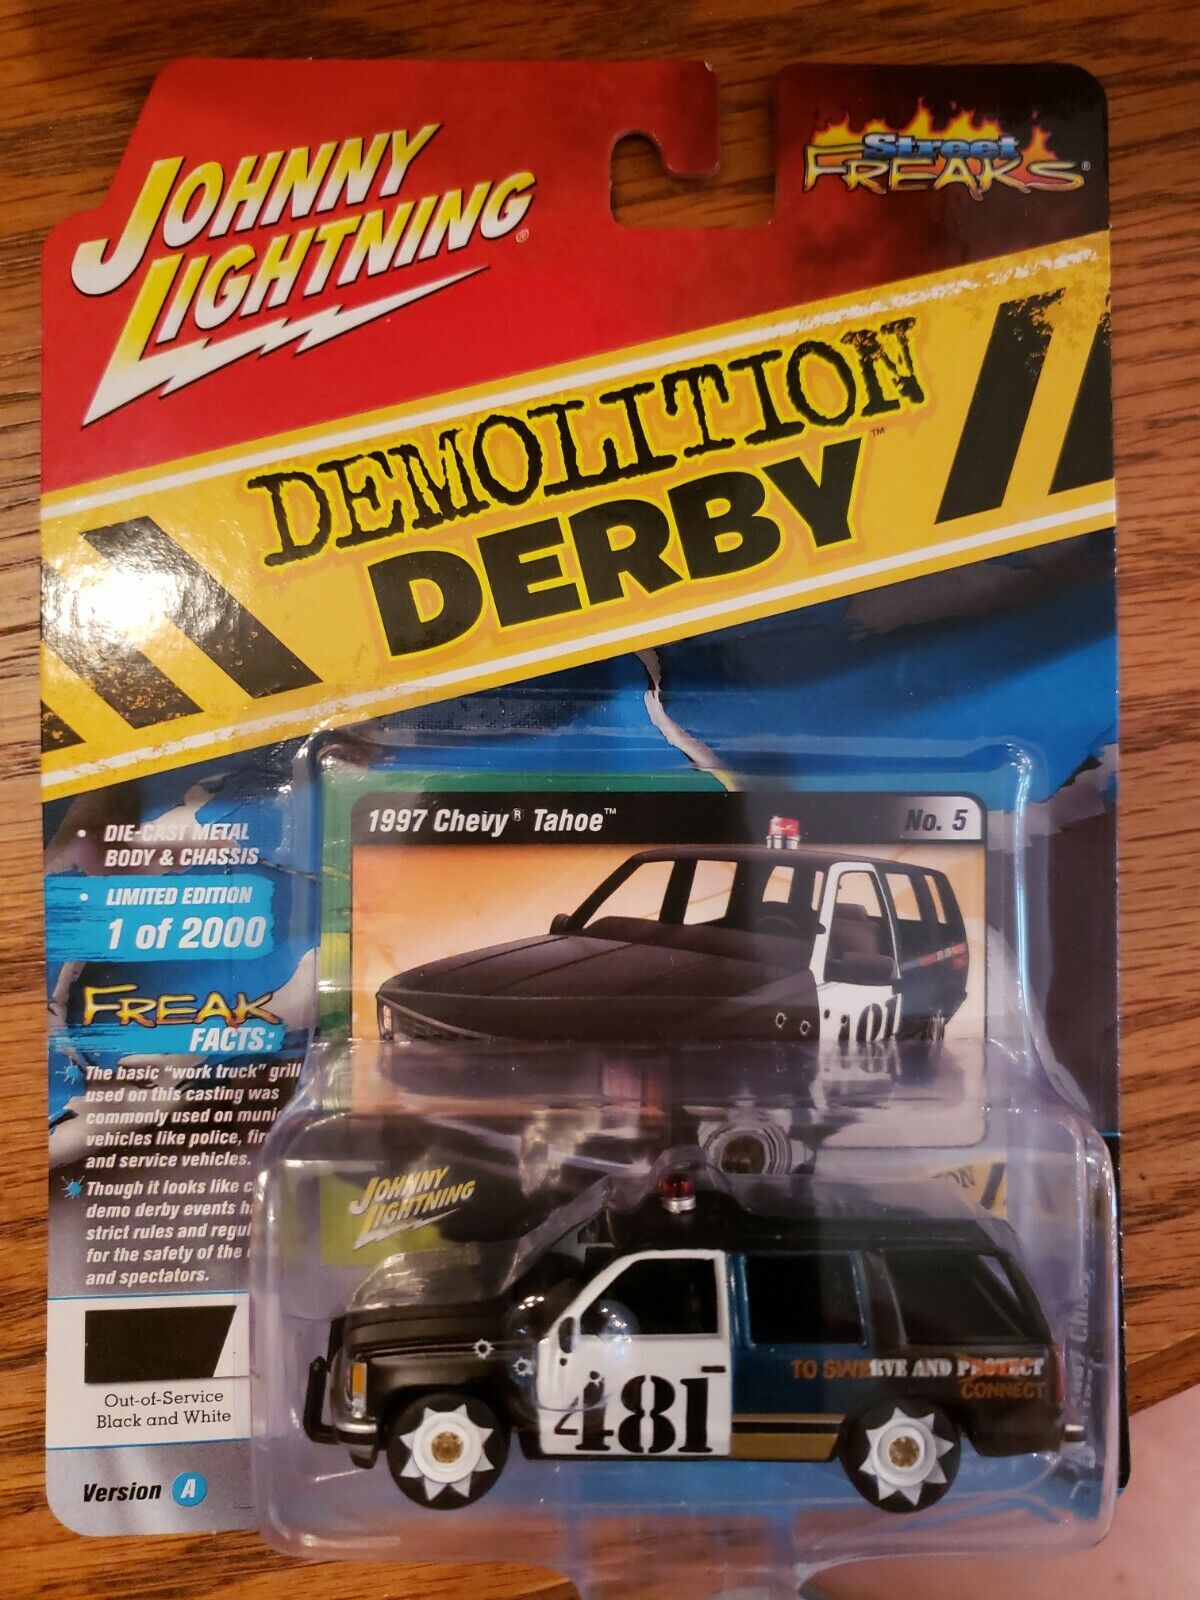 JOHNNY
LIGHTNING®
Street
FREAKS®
DEMOLITION
DERBY™
• DIE-CAST METAL
BODY & CHASSIS
• LIMITED EDITION
1 of 2000
FREAK
FACTS:
The basic "work truck" grill
used on this casting was
commonly used on
vehicles like police,
and service vehicles.
Though it looks like
demo derby events
strict rules and
for the safety of the
and spectators.
Out-of-Service
Black and White
Version A
1997 Chevy® Tahoe™
No. 5
JOHNNY
LIGHTNING
481
TO SWERVE AND PROTECT
CONNECT